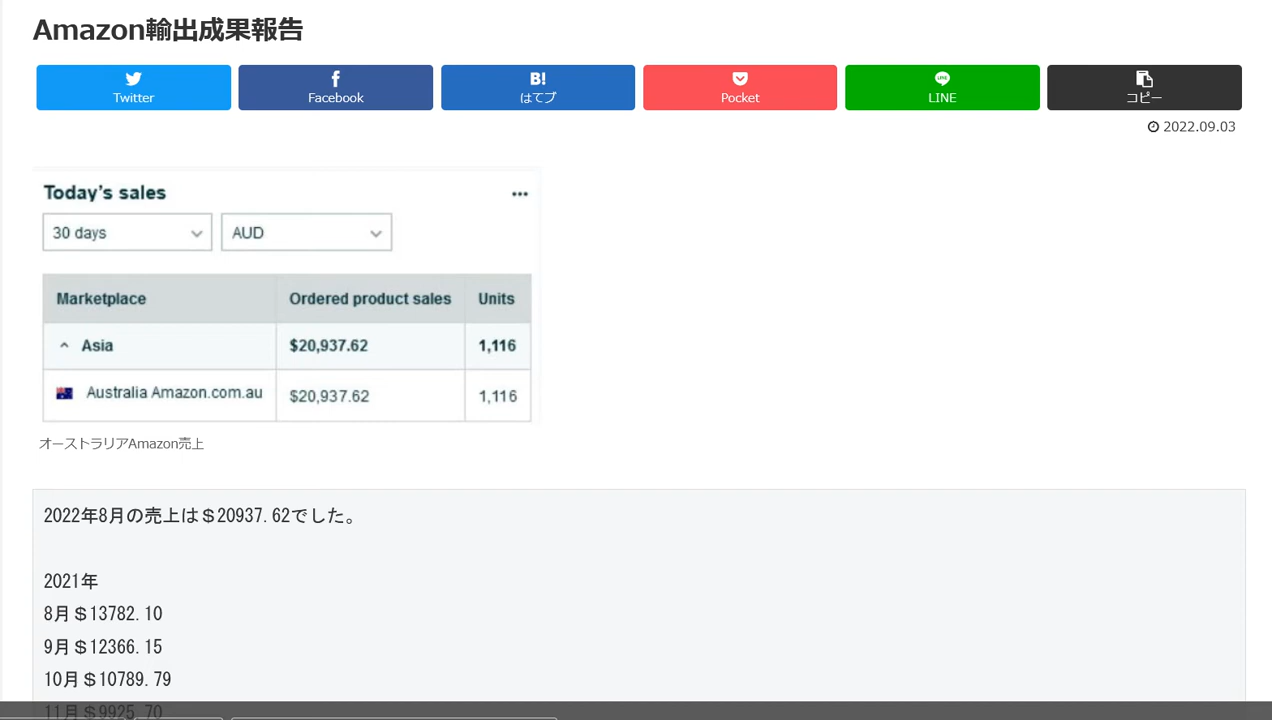 Amazon輸出成果報告
Twitter
Facebook
B!
はてブ
Pocket
LINE
コピー
2022.09.03
Today's sales
30 days
AUD
Marketplace Ordered product sales Units
Asia $20,937.62 1,116
Australia Amazon.com.au $20,937.62 1,116
オーストラリアAmazon売上
2022年8月の売上は＄20937.62でした。
2021年
8月＄13782.10
9月＄12366.15
10月＄10789.79
11月＄9925.70